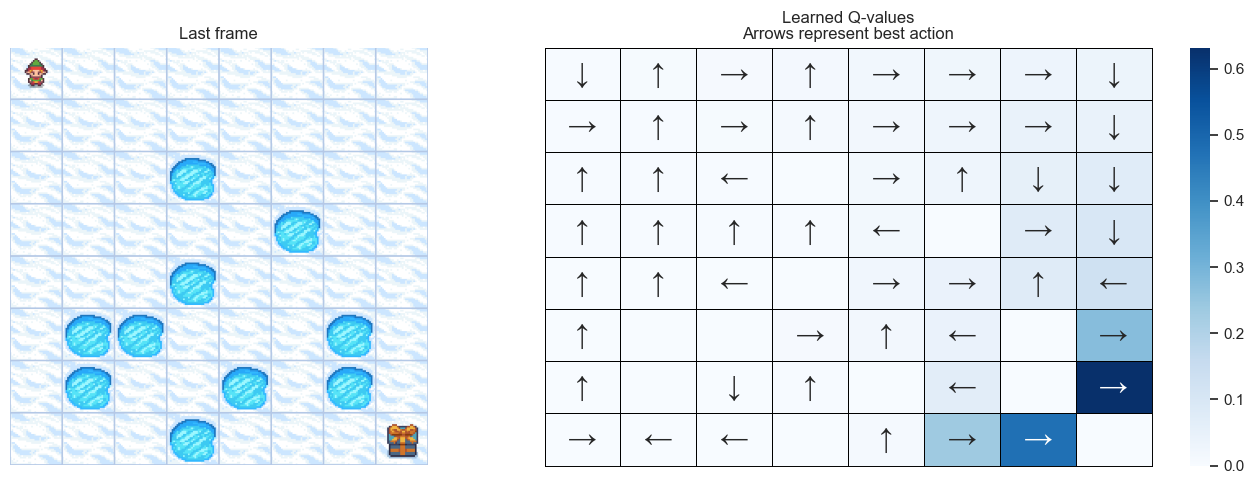 Last frame
Learned Q-values
Arrows represent best action
↓ ↑ → ↑ → → → ↓
→ ↑ → ↑ → → → ↓
↑ ↑ ← → ↑ ↓ ↓
↑ ↑ ↑ ↑ ← → ↓
↑ ↑ ← → → ↑ ←
↑ → ↑ ← →
↑ ↓ ↑ ← →
→ ← ← ↑ → →
0.6
0.5
0.4
0.3
0.2
0.1
0.0